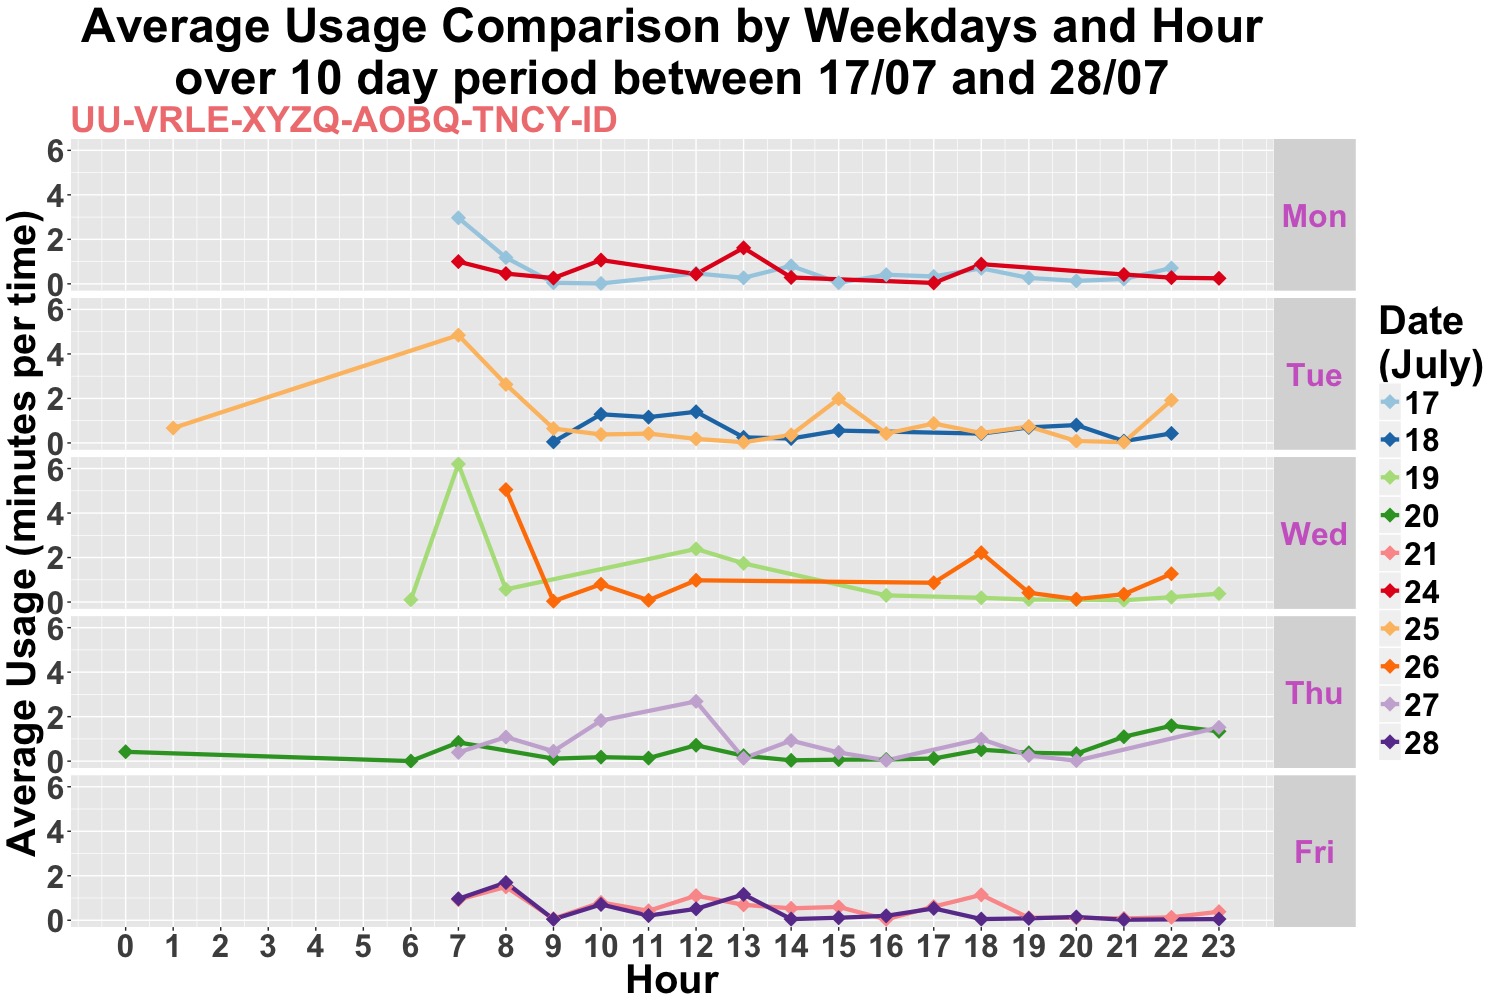 Average Usage Comparison by Weekdays and Hour
over 10 day period between 17/07 and 28/07
UU-VRLE-XYZQ-AOBQ-TNCY-ID
Average Usage (minutes per time)
6
4
2
0
Mon
6
4
2
0
Tue
6
4
2
0
Wed
6
4
2
0
Thu
6
4
2
0
Fri
0 1 2 3 4 5 6 7 8 9 10 11 12 13 14 15 16 17 18 19 20 21 22 23
Hour
Date
(July)
17
18
19
20
21
24
25
26
27
28